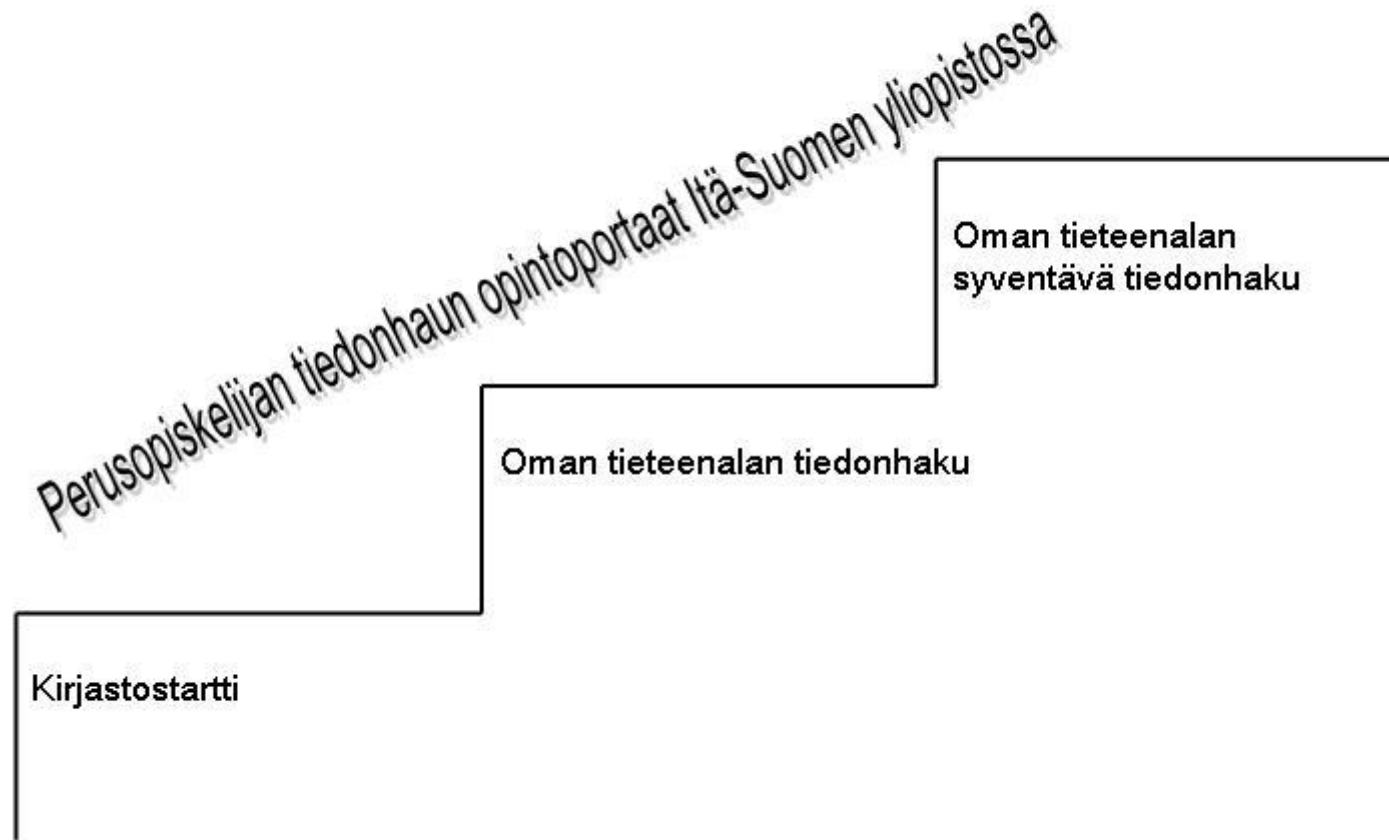 Perusopiskelijan tiedonhaun opintoportaat Itä-Suomen yliopistossa
Oman tieteenalan
syventävä tiedonhaku
Oman tieteenalan tiedonhaku
Kirjastostartti